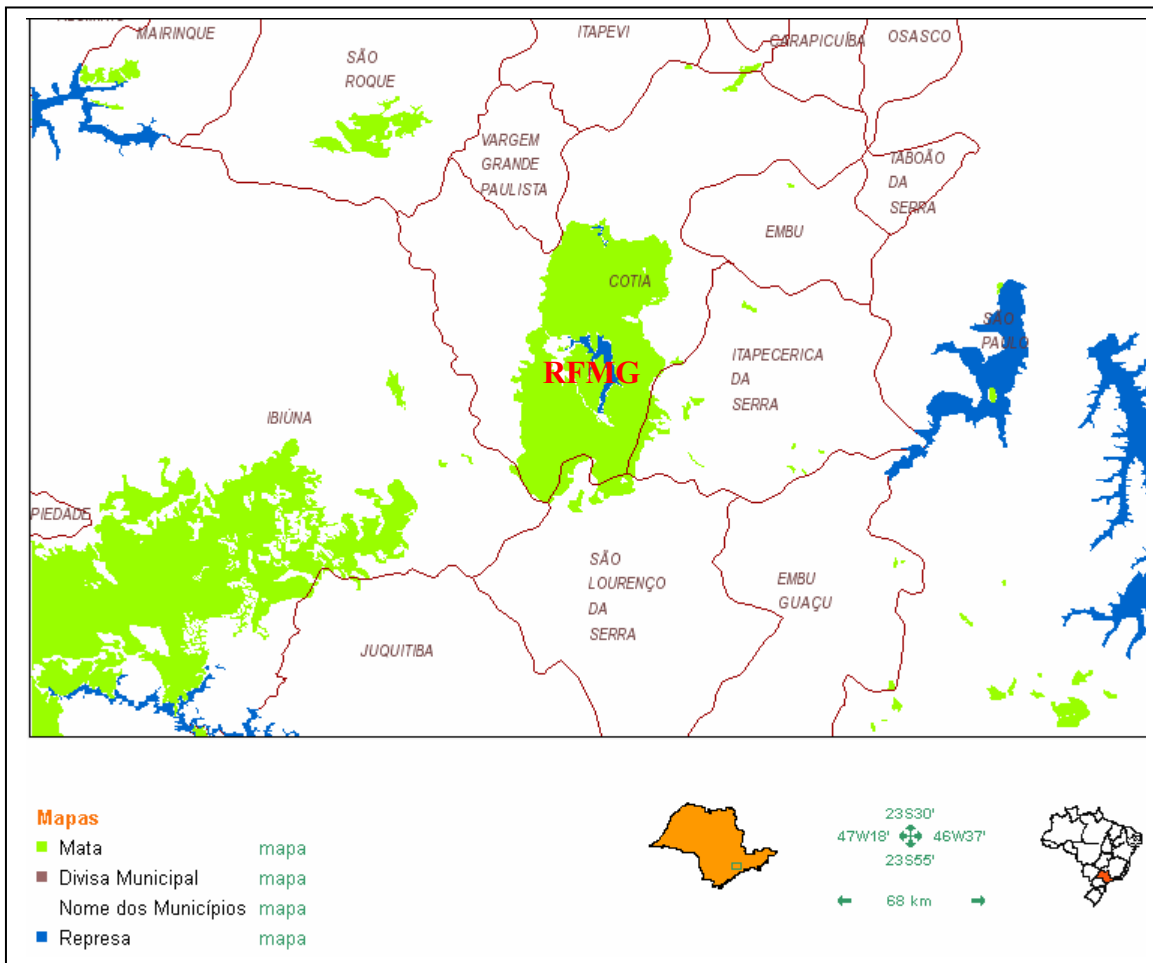 MAIRINQUE
ITAPEVI
CARAPICUÍBA
OSASCO
SÃO
ROQUE
VARGEM
GRANDE
PAULISTA
TABOÃO
DA
SERRA
EMBU
COTIA
SÃO
PAULO
RFMG
ITAPECERICA
DA
SERRA
IBIÚNA
PIEDADE
SÃO
LOURENÇO
DA
SERRA
EMBU
GUAÇU
JUQUITIBA
Mapas
Mata mapa
Divisa Municipal mapa
Nome dos Municípios mapa
Represa mapa
23S30'
47W18' 46W37'
23S55'
68 km